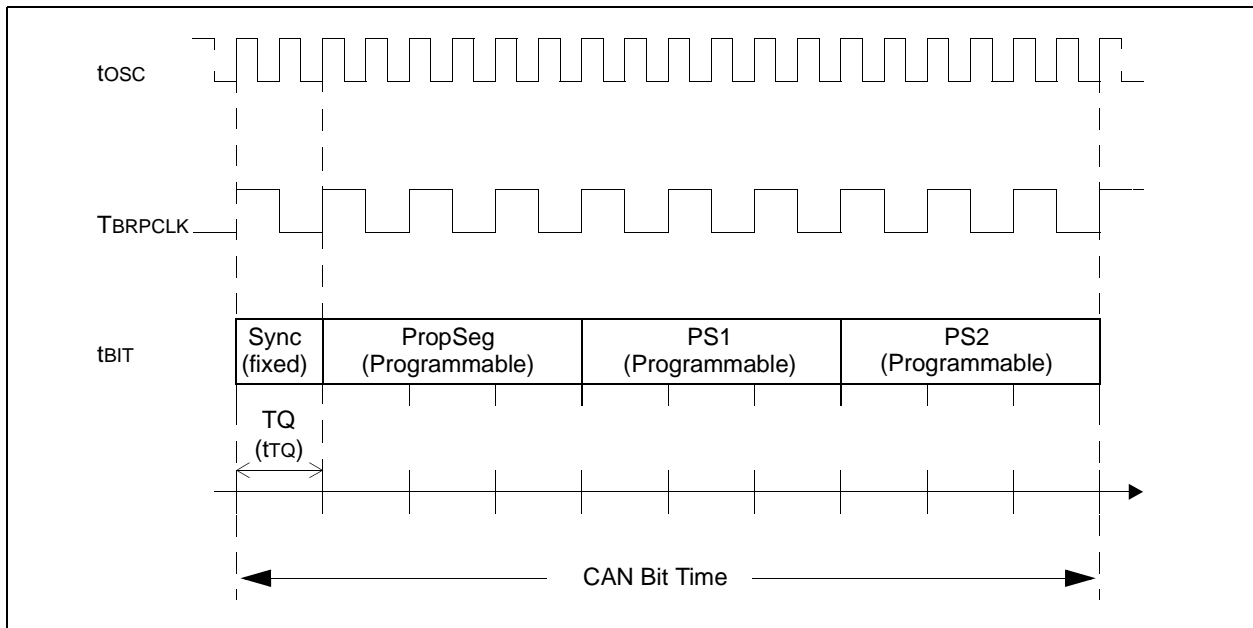 tOSC
TBRPCLK
tBIT
Sync
(fixed)
PropSeg
(Programmable)
PS1
(Programmable)
PS2
(Programmable)
TQ
(tTQ)
CAN Bit Time